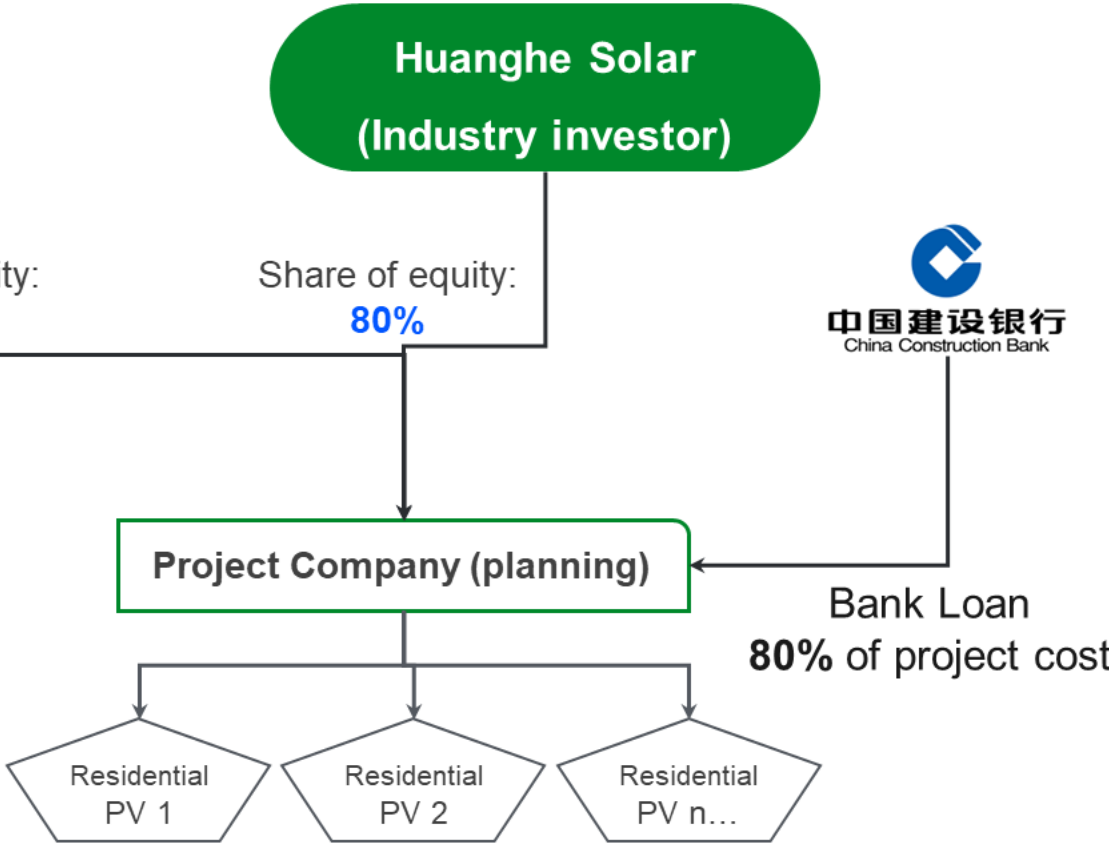 Huanghe Solar
(Industry investor)
ity:
Share of equity:
80%
中国建设银行
China Construction Bank
Project Company (planning)
Bank Loan
80% of project cost
Residential
PV 1
Residential
PV 2
Residential
PV n...